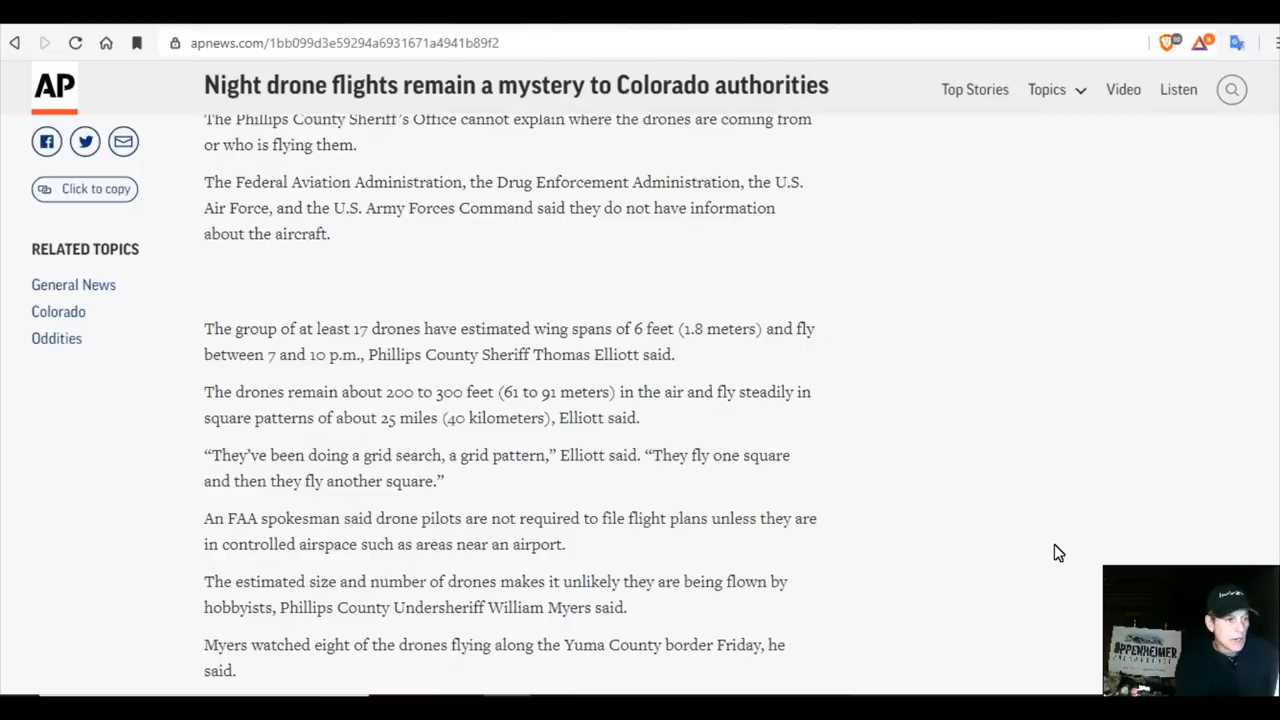 apnews.com/1bb099d3e59294a6931671a4941b89f2
AP
Night drone flights remain a mystery to Colorado authorities
Top Stories Topics Video Listen
The Phillips County Sheriff’s Office cannot explain where the drones are coming from
or who is flying them.
Click to copy
The Federal Aviation Administration, the Drug Enforcement Administration, the U.S.
Air Force, and the U.S. Army Forces Command said they do not have information
about the aircraft.
RELATED TOPICS
General News
Colorado
Oddities
The group of at least 17 drones have estimated wing spans of 6 feet (1.8 meters) and fly
between 7 and 10 p.m., Phillips County Sheriff Thomas Elliott said.
The drones remain about 200 to 300 feet (61 to 91 meters) in the air and fly steadily in
square patterns of about 25 miles (40 kilometers), Elliott said.
“They’ve been doing a grid search, a grid pattern,” Elliott said. “They fly one square
and then they fly another square.”
An FAA spokesman said drone pilots are not required to file flight plans unless they are
in controlled airspace such as areas near an airport.
The estimated size and number of drones makes it unlikely they are being flown by
hobbyists, Phillips County Undersheriff William Myers said.
Myers watched eight of the drones flying along the Yuma County border Friday, he
said.